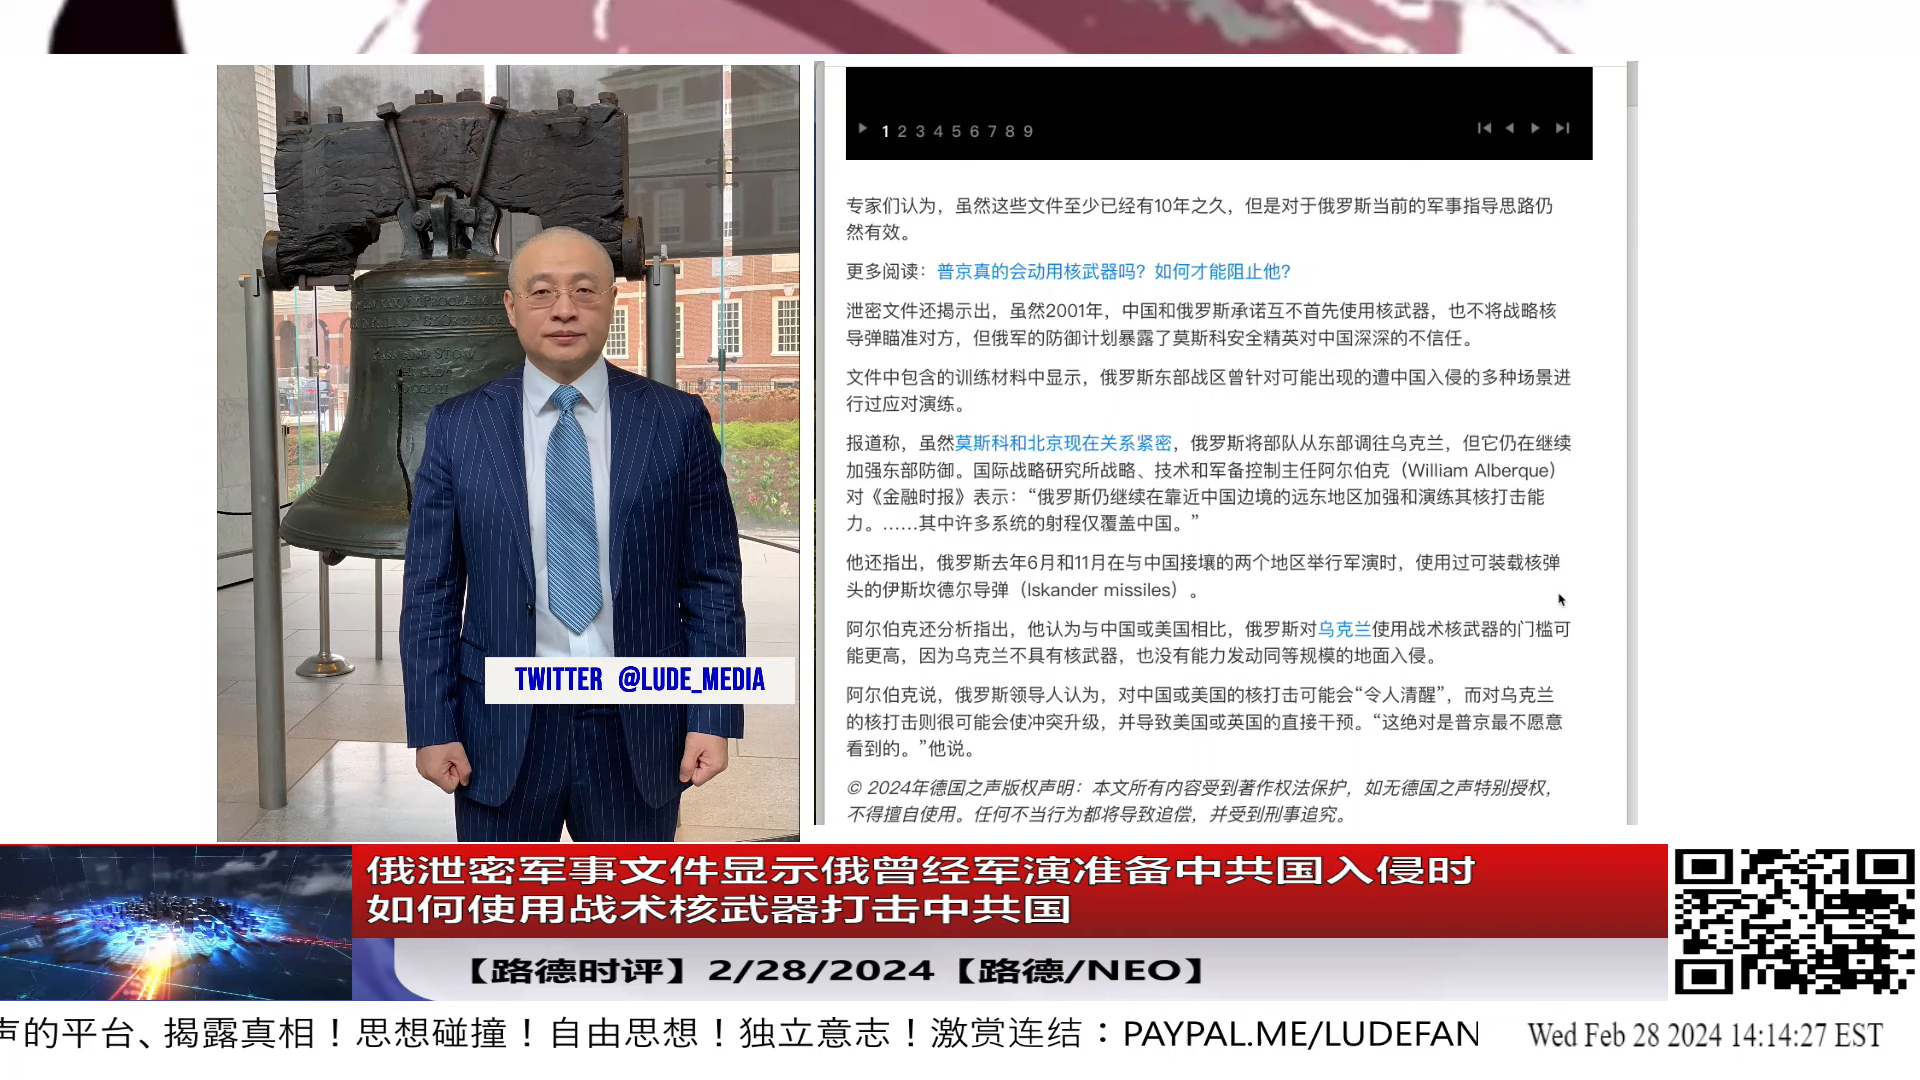 1 2 3 4 5 6 7 8 9
专家们认为，虽然这些文件至少已经有10年之久，但是对于俄罗斯当前的军事指导思路仍
然有效。
更多阅读：普京真的会动用核武器吗？如何才能阻止他？
泄密文件还揭示出，虽然2001年，中国和俄罗斯承诺互不首先使用核武器，也不将战略核
导弹瞄准对方，但俄军的防御计划暴露了莫斯科安全精英对中国深深的不信任。
文件中包含的训练材料中显示，俄罗斯东部战区曾针对可能出现的遭中国入侵的多种场景进
行过应对演练。
报道称，虽然莫斯科和北京现在关系紧密，俄罗斯将部队从东部调往乌克兰，但它仍在继续
加强东部防御。国际战略研究所战略、技术和军备控制主任阿尔伯克（William Alberque）
对《金融时报》表示：“俄罗斯仍继续在靠近中国边境的远东地区加强和演练其核打击能
力。……其中许多系统的射程仅覆盖中国。”
他还指出，俄罗斯去年6月和11月在与中国接壤的两个地区举行军演时，使用过可装载核弹
头的伊斯坎德尔导弹（Iskander missiles）。
阿尔伯克还分析指出，他认为与中国或美国相比，俄罗斯对乌克兰使用战术核武器的门槛可
能更高，因为乌克兰不具有核武器，也没有能力发动同等规模的地面入侵。
阿尔伯克说，俄罗斯领导人认为，对中国或美国的核打击可能会“令人清醒”，而对乌克兰
的核打击则很可能会使冲突升级，并导致美国或英国的直接干预。“这绝对是普京最不愿意
看到的。”他说。
© 2024年德国之声版权声明：本文所有内容受到著作权法保护，如无德国之声特别授权，
不得擅自使用。任何不当行为都将导致追偿，并受到刑事追究。
PASS AND STOW
TWITTER @LUDE_MEDIA
俄泄密军事文件显示俄曾经军演准备中共国入侵时
如何使用战术核武器打击中共国
【路德时评】2/28/2024【路德/NEO】
声的平台、揭露真相！思想碰撞！自由思想！独立意志！激赏连结：PAYPAL.ME/LUDEFAN
Wed Feb 28 2024 14:14:27 EST